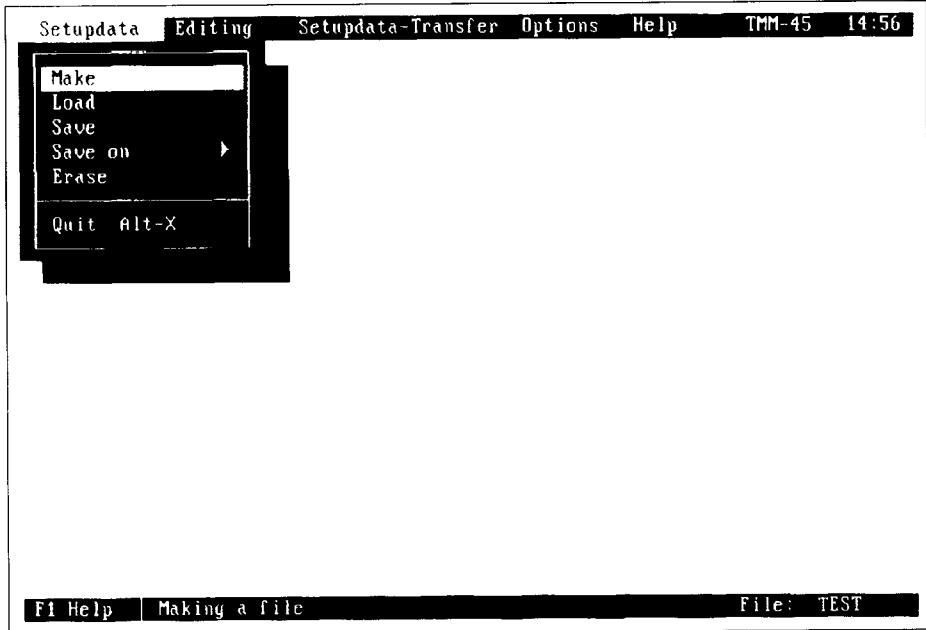 Setupdata Editing Setupdata-Transfer Options Help TMM-45 14:56
Make
Load
Save
Save on
Erase
Quit Alt-X
F1 Help Making a file File: TEST